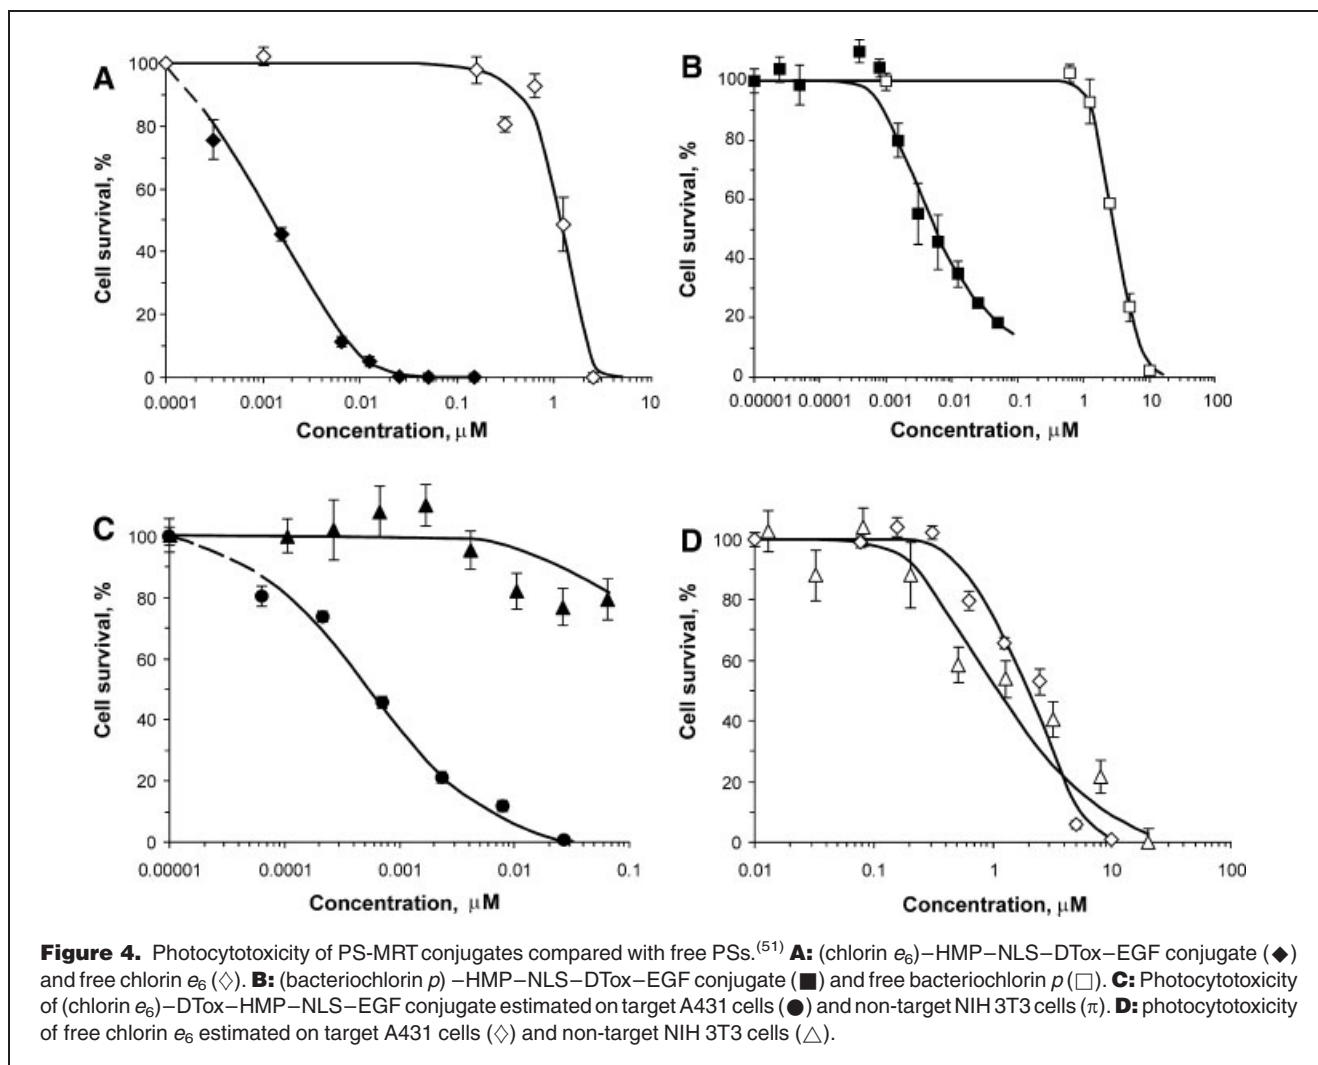 A
100
80
60
40
20
0
Cell survival, %
0.0001 0.001 0.01 0.1 1 10
Concentration, μM
B
100
80
60
40
20
0
Cell survival, %
0.00001 0.0001 0.001 0.01 0.1 1 10 100
Concentration, μM
C
100
80
60
40
20
0
Cell survival, %
0.00001 0.0001 0.001 0.01 0.1
Concentration, μM
D
100
80
60
40
20
0
Cell survival, %
0.01 0.1 1 10 100
Concentration, μM
Figure 4. Photocytotoxicity of PS-MRT conjugates compared with free PSs.(51) A: (chlorin e6)–HMP–NLS–DTox–EGF conjugate (◆)
and free chlorin e6 (◇). B: (bacteriochlorin p) –HMP–NLS–DTox–EGF conjugate (■) and free bacteriochlorin p (□). C: Photocytotoxicity
of (chlorin e6)–DTox–HMP–NLS–EGF conjugate estimated on target A431 cells (●) and non-target NIH 3T3 cells (π). D: photocytotoxicity
of free chlorin e6 estimated on target A431 cells (◇) and non-target NIH 3T3 cells (△).